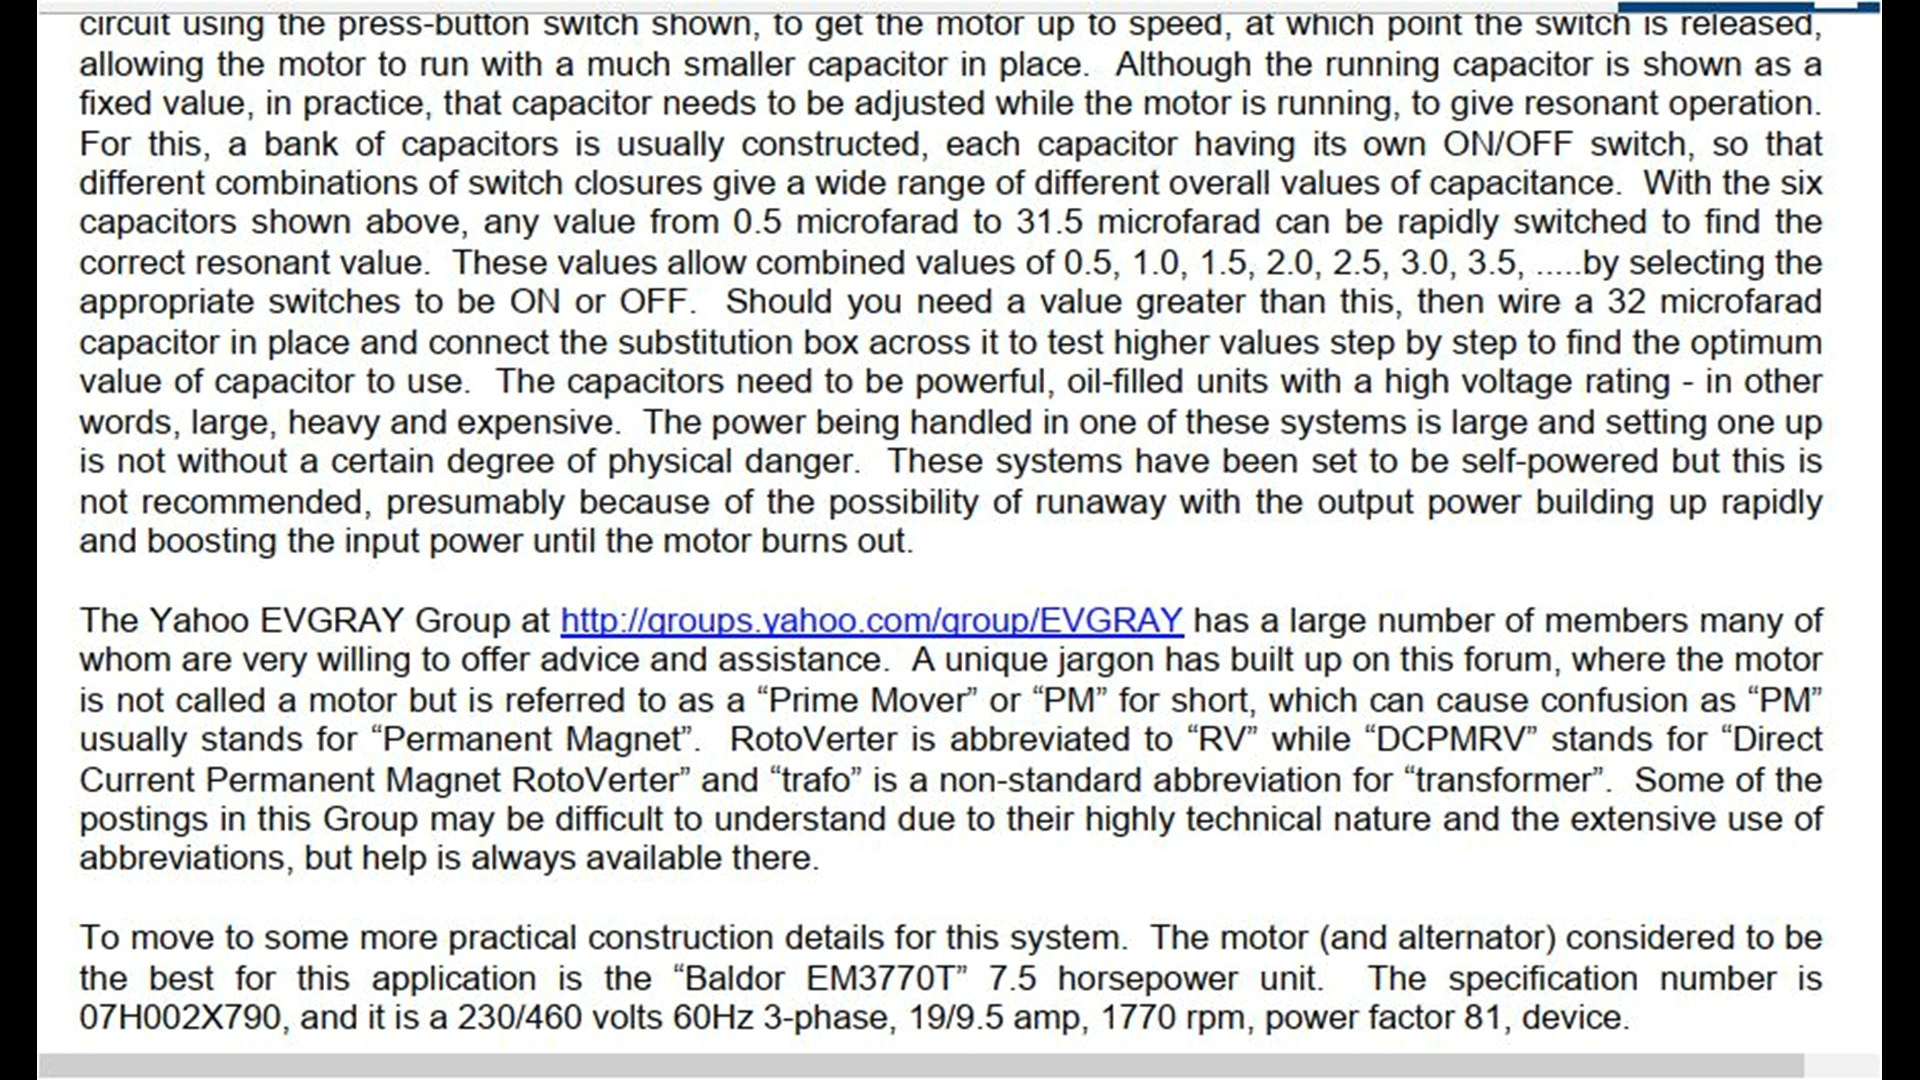 circuit using the press-button switch shown, to get the motor up to speed, at which point the switch is released,
allowing the motor to run with a much smaller capacitor in place.  Although the running capacitor is shown as a
fixed value, in practice, that capacitor needs to be adjusted while the motor is running, to give resonant operation.
For this, a bank of capacitors is usually constructed, each capacitor having its own ON/OFF switch, so that
different combinations of switch closures give a wide range of different overall values of capacitance.  With the six
capacitors shown above, any value from 0.5 microfarad to 31.5 microfarad can be rapidly switched to find the
correct resonant value.  These values allow combined values of 0.5, 1.0, 1.5, 2.0, 2.5, 3.0, 3.5, .....by selecting the
appropriate switches to be ON or OFF.  Should you need a value greater than this, then wire a 32 microfarad
capacitor in place and connect the substitution box across it to test higher values step by step to find the optimum
value of capacitor to use.  The capacitors need to be powerful, oil-filled units with a high voltage rating - in other
words, large, heavy and expensive.  The power being handled in one of these systems is large and setting one up
is not without a certain degree of physical danger.  These systems have been set to be self-powered but this is
not recommended, presumably because of the possibility of runaway with the output power building up rapidly
and boosting the input power until the motor burns out.
The Yahoo EVGRAY Group at http://groups.yahoo.com/group/EVGRAY has a large number of members many of
whom are very willing to offer advice and assistance.  A unique jargon has built up on this forum, where the motor
is not called a motor but is referred to as a “Prime Mover” or “PM” for short, which can cause confusion as “PM”
usually stands for “Permanent Magnet”.  RotoVerter is abbreviated to “RV” while “DCPMRV” stands for “Direct
Current Permanent Magnet RotoVerter” and “trafo” is a non-standard abbreviation for “transformer”.  Some of the
postings in this Group may be difficult to understand due to their highly technical nature and the extensive use of
abbreviations, but help is always available there.
To move to some more practical construction details for this system.  The motor (and alternator) considered to be
the best for this application is the “Baldor EM3770T” 7.5 horsepower unit.  The specification number is
07H002X790, and it is a 230/460 volts 60Hz 3-phase, 19/9.5 amp, 1770 rpm, power factor 81, device.